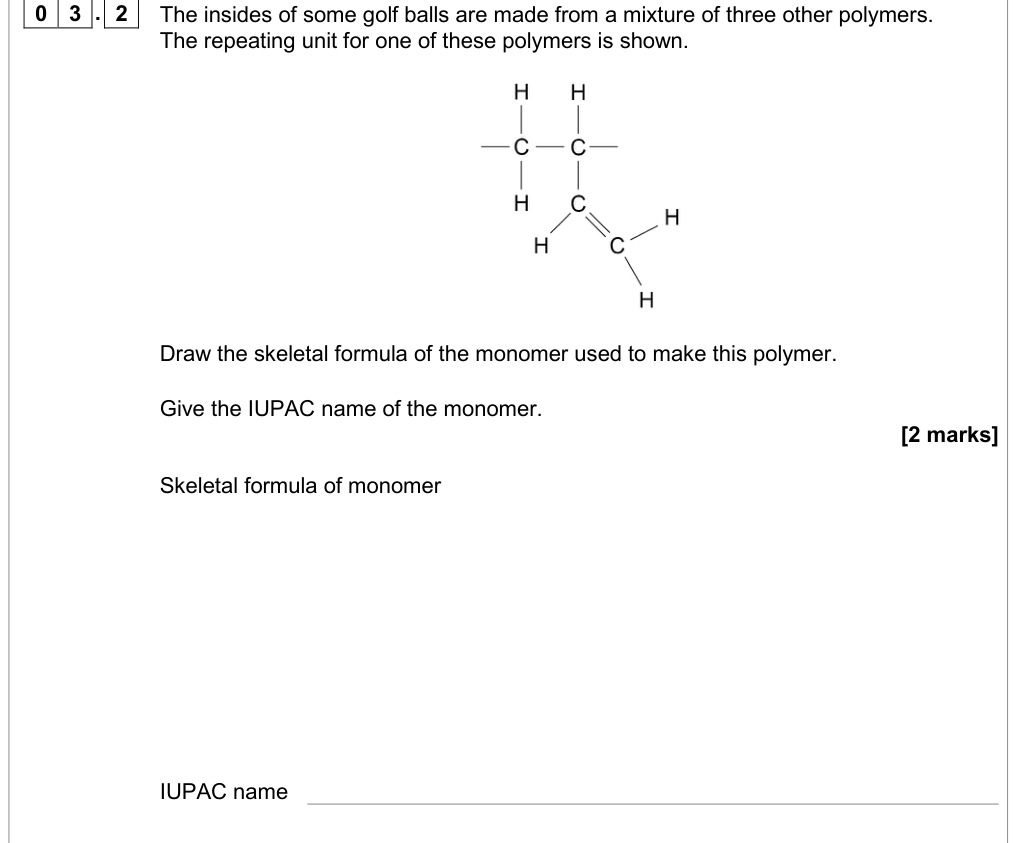 0 3 . 2 The insides of some golf balls are made from a mixture of three other polymers.
The repeating unit for one of these polymers is shown.
H H
C C
H C
H
H C
H
Draw the skeletal formula of the monomer used to make this polymer.
Give the IUPAC name of the monomer.
[2 marks]
Skeletal formula of monomer
IUPAC name